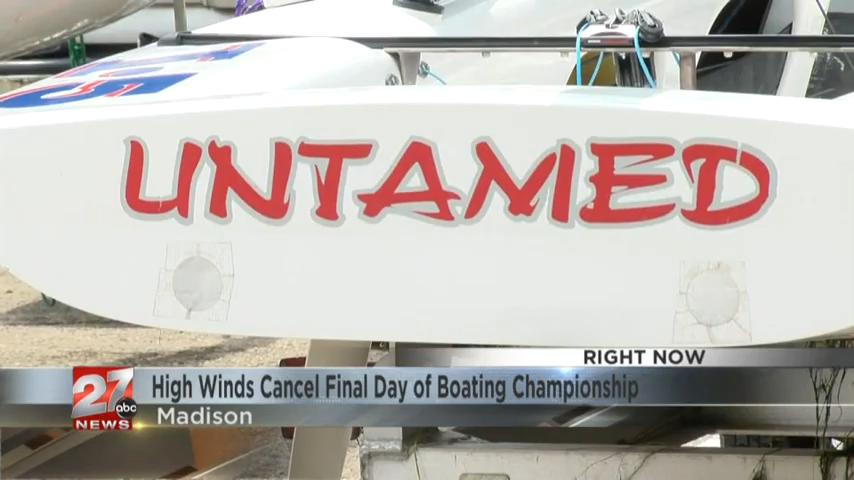 UNTAMED
RIGHT NOW
27 abc NEWS
High Winds Cancel Final Day of Boating Championship
Madison